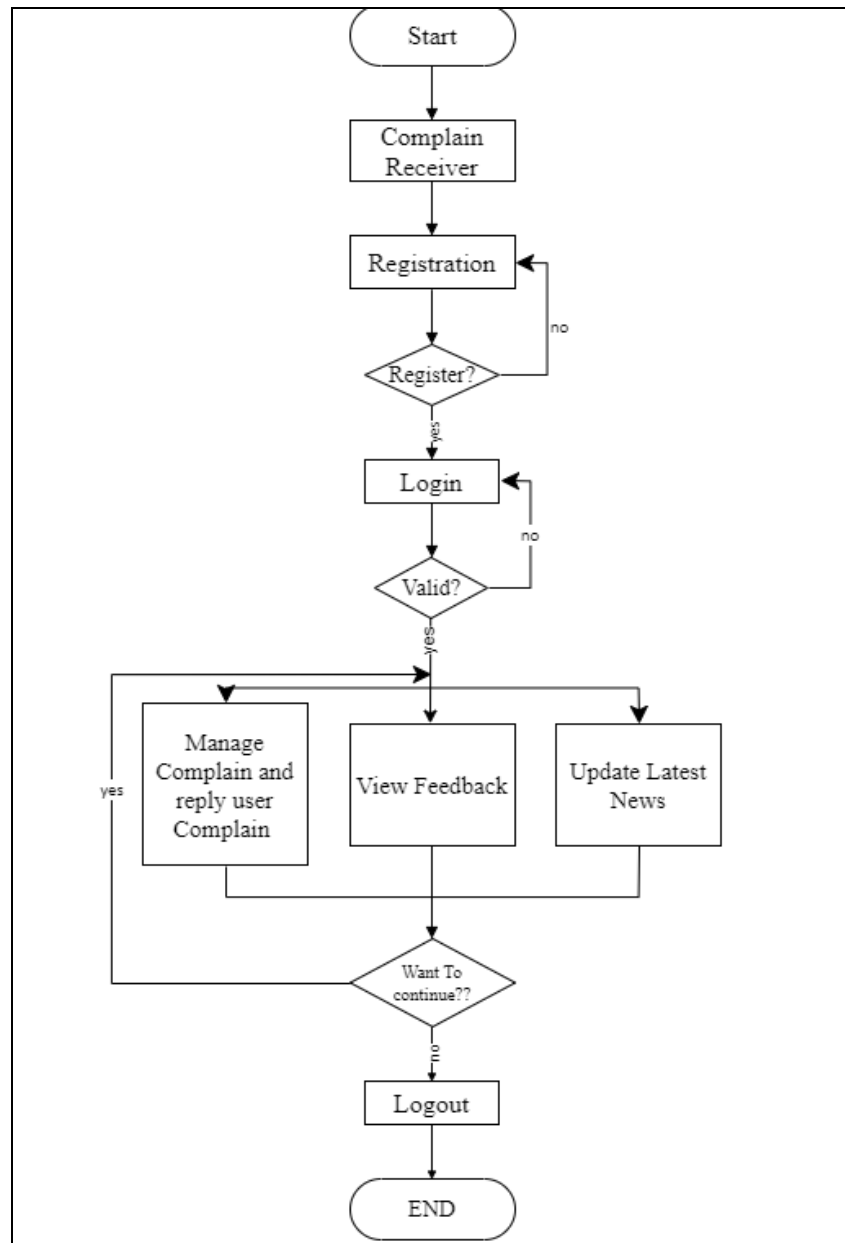 Start
Complain
Receiver
Registration
no
Register?
yes
Login
no
Valid?
yes
Manage
Complain and
reply user
Complain
View Feedback
Update Latest
News
yes
Want To
continue??
no
Logout
END